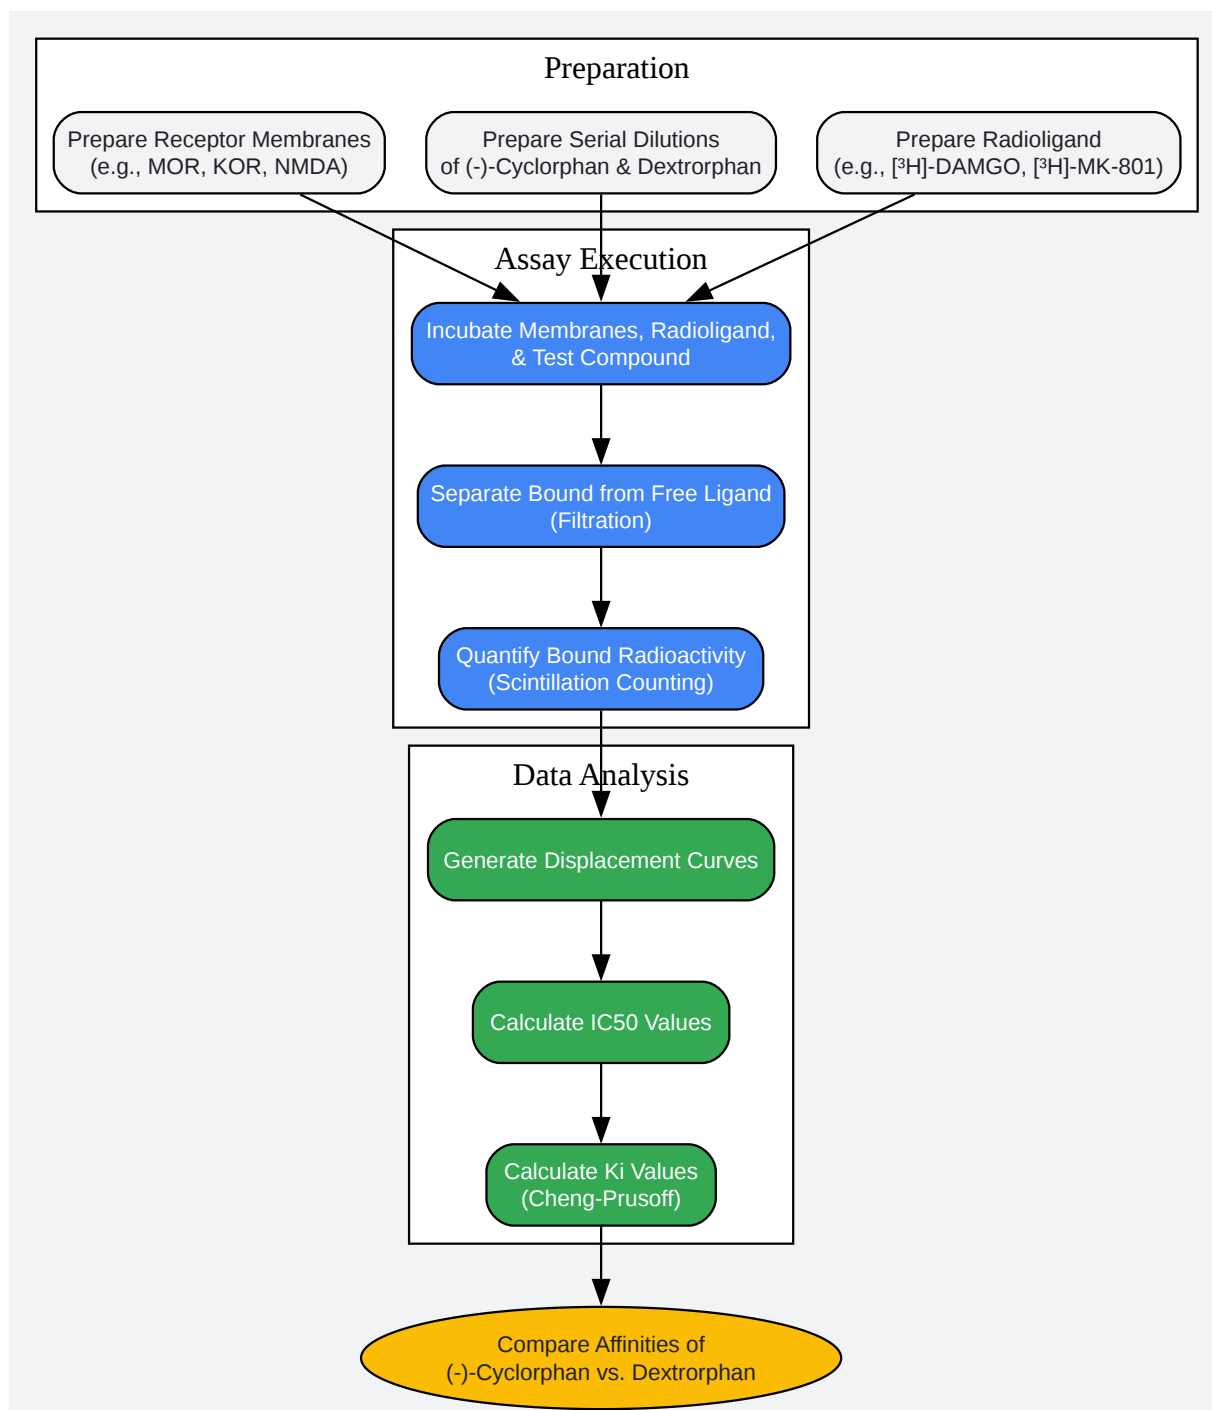 Preparation
Prepare Receptor Membranes
(e.g., MOR, KOR, NMDA)
Prepare Serial Dilutions
of (-)-Cyclorphan & Dextrorphan
Prepare Radioligand
(e.g., [³H]-DAMGO, [³H]-MK-801)
Assay Execution
Incubate Membranes, Radioligand,
& Test Compound
Separate Bound from Free Ligand
(Filtration)
Quantify Bound Radioactivity
(Scintillation Counting)
Data Analysis
Generate Displacement Curves
Calculate IC50 Values
Calculate Ki Values
(Cheng-Prusoff)
Compare Affinities of
(-)-Cyclorphan vs. Dextrorphan